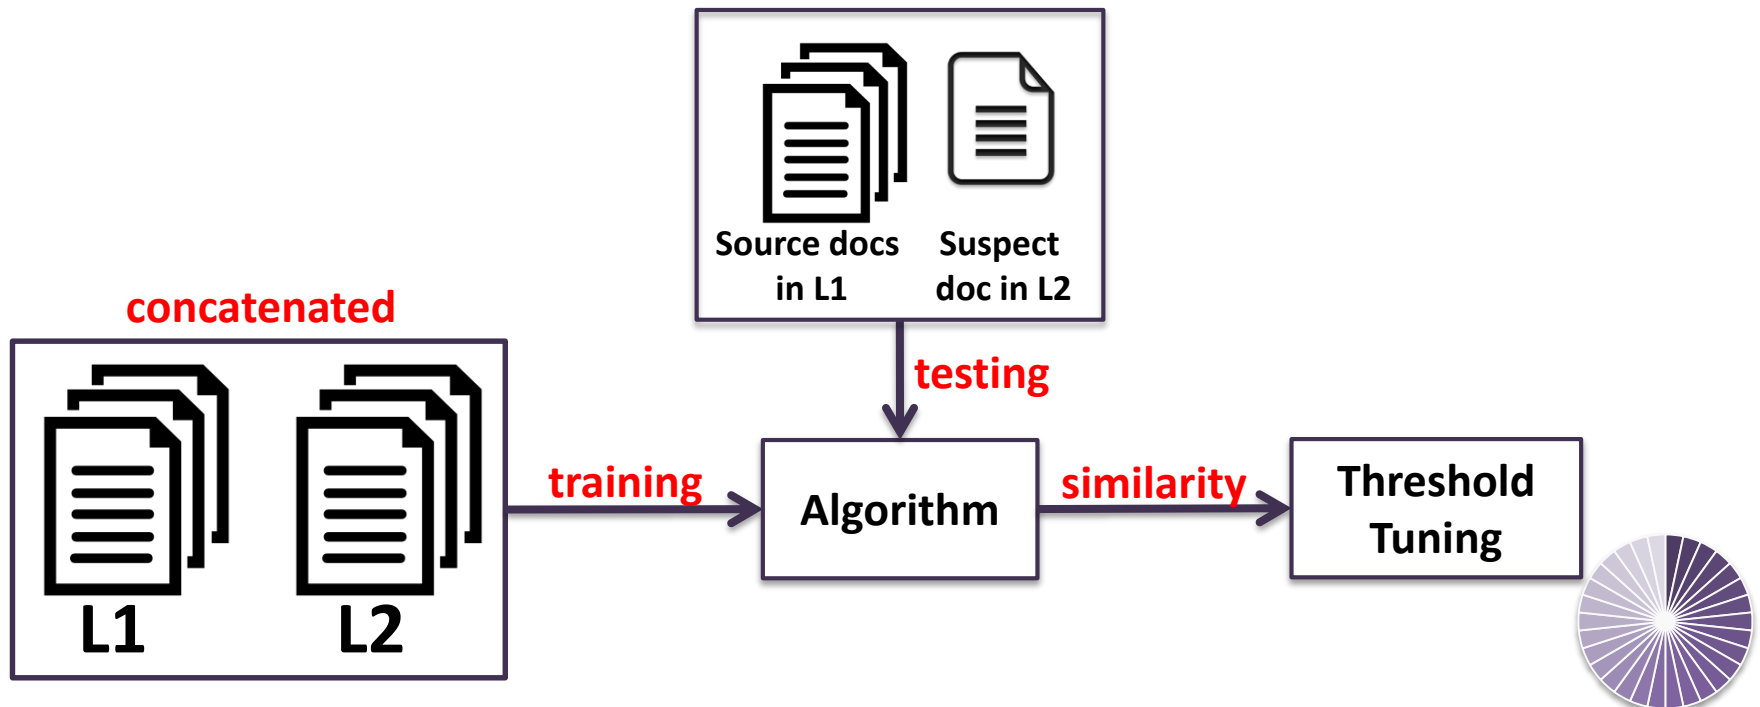 Source docs
in L1
Suspect
doc in L2
concatenated
L1
L2
training
testing
Algorithm
similarity
Threshold
Tuning